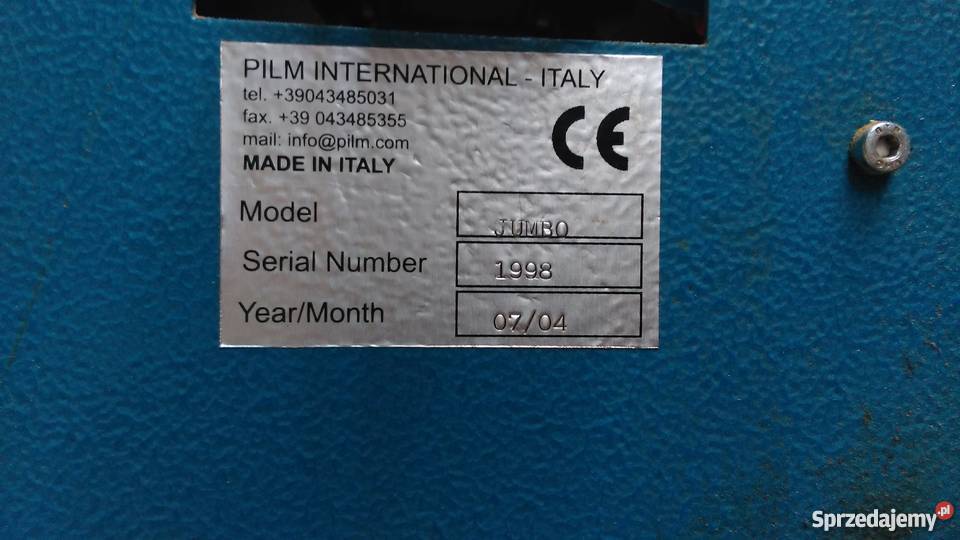 PILM INTERNATIONAL - ITALY
tel. +39043485031
fax. +39 043485355
mail: info@pilm.com
MADE IN ITALY
CE
Model JUMBO
Serial Number 1998
Year/Month 07/04
Sprzedajemy.pl